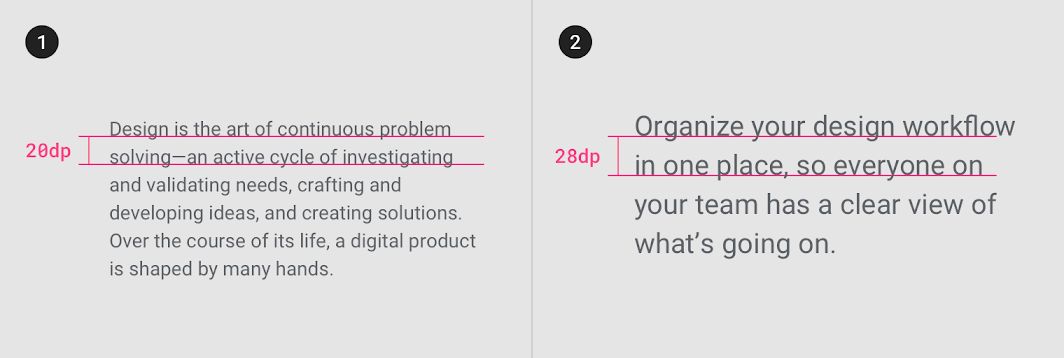 1
Design is the art of continuous problem
20dp
solving—an active cycle of investigating
and validating needs, crafting and
developing ideas, and creating solutions.
Over the course of its life, a digital product
is shaped by many hands.
2
Organize your design workflow
28dp
in one place, so everyone on
your team has a clear view of
what’s going on.